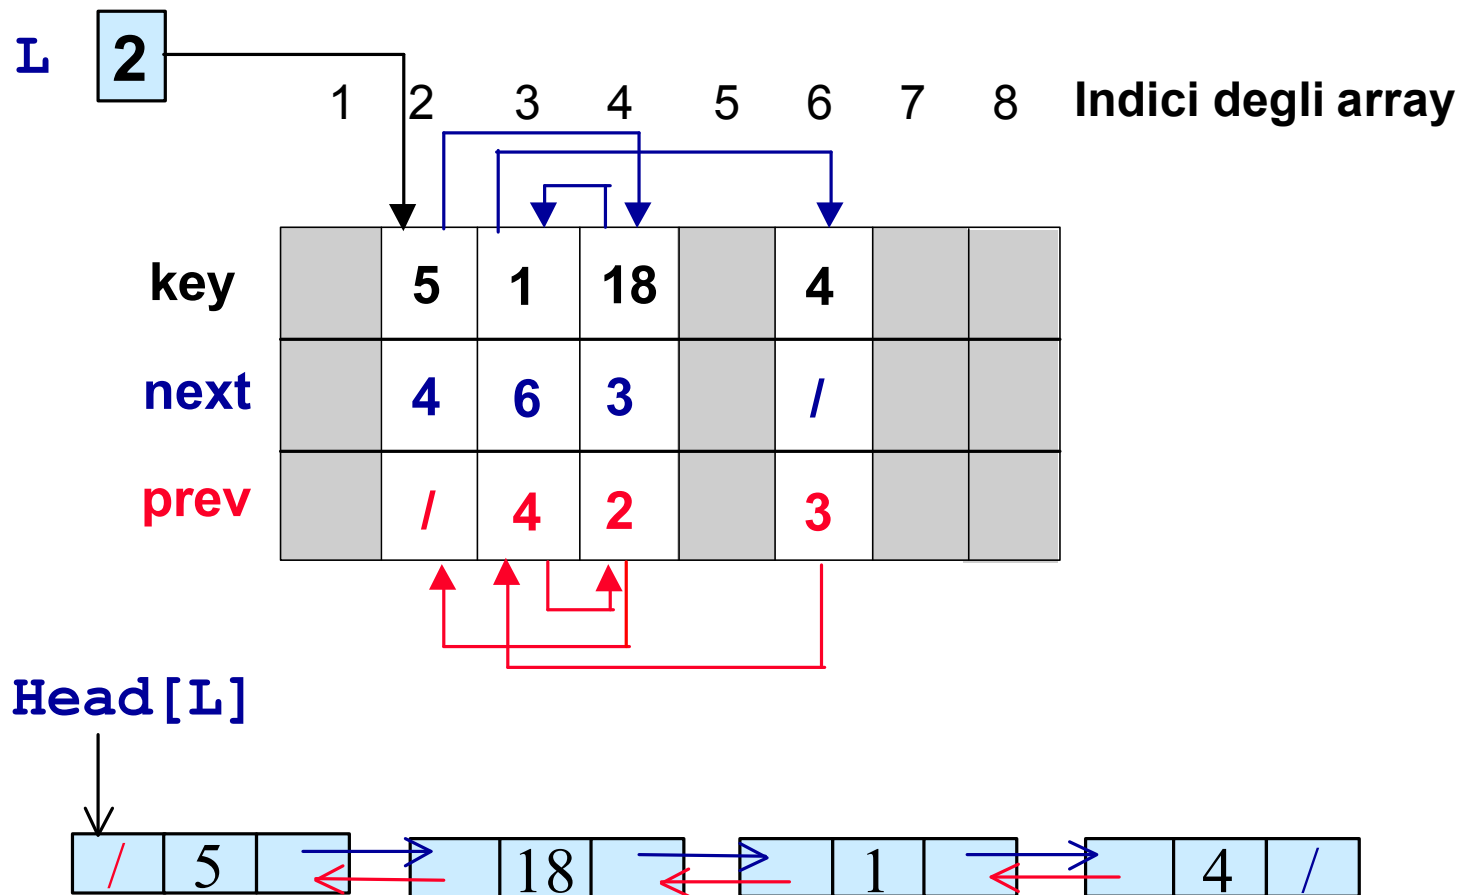 L 2
1 2 3 4 5 6 7 8 Indici degli array
key 5 1 18 4
next 4 6 3 /
prev / 4 2 3
Head[L]
/ 5 18 1 4 /